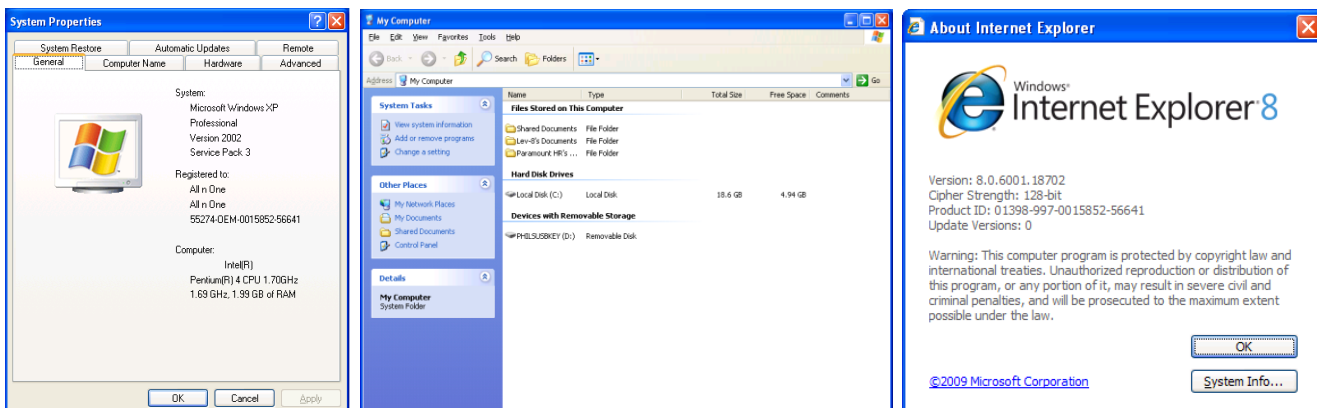 System Properties
System Restore Automatic Updates Remote
General Computer Name Hardware Advanced
System:
Microsoft Windows XP
Professional
Version 2002
Service Pack 3
Registered to:
All n One
All n One
55274-OEM-0015852-56641
Computer:
Intel(R)
Pentium(R) 4 CPU 1.70GHz
1.69 GHz, 1.99 GB of RAM
OK Cancel Apply
My Computer
File Edit View Favorites Tools Help
Back Search Folders
Address My Computer Go
System Tasks
View system information
Add or remove programs
Change a setting
Other Places
My Network Places
My Documents
Shared Documents
Control Panel
Details
My Computer
System Folder
Name Type Total Size Free Space Comments
Files Stored on This Computer
Shared Documents File Folder
Lev-8's Documents File Folder
Paramount HR's ... File Folder
Hard Disk Drives
Local Disk (C:) Local Disk 18.6 GB 4.94 GB
Devices with Removable Storage
PHILSUSBKEY (D:) Removable Disk
About Internet Explorer
Windows®
Internet Explorer 8
Version: 8.0.6001.18702
Cipher Strength: 128-bit
Product ID: 01398-997-0015852-56641
Update Versions: 0
Warning: This computer program is protected by copyright law and
international treaties. Unauthorized reproduction or distribution of
this program, or any portion of it, may result in severe civil and
criminal penalties, and will be prosecuted to the maximum extent
possible under the law.
OK
©2009 Microsoft Corporation System Info...